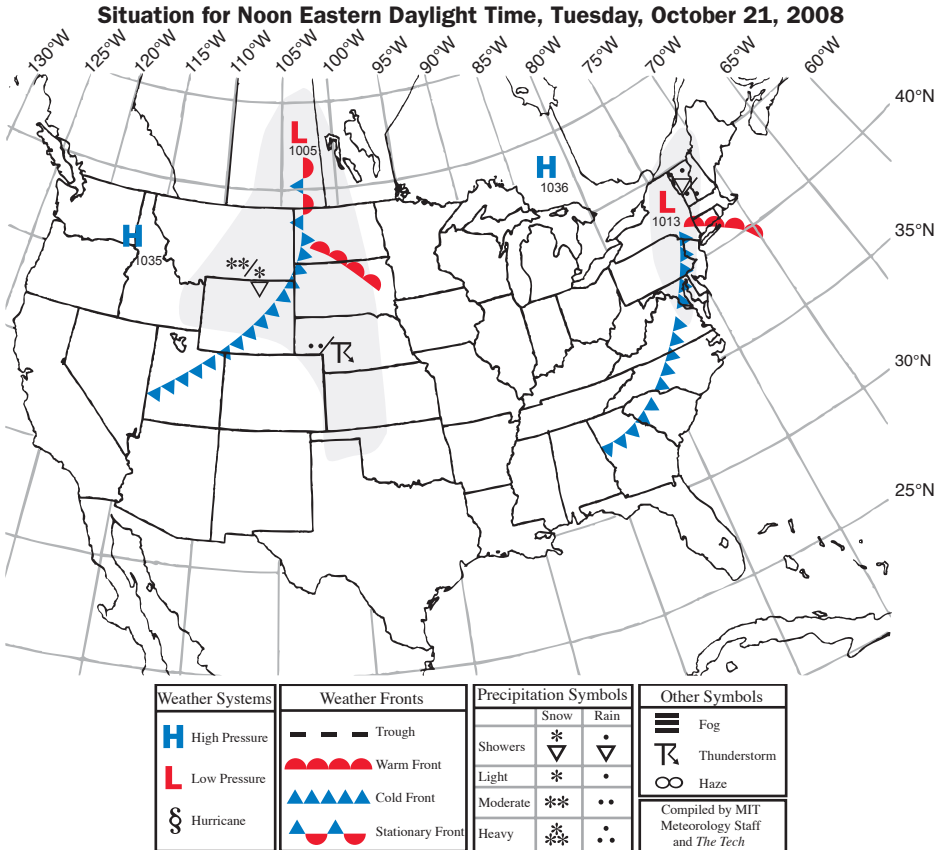 Situation for Noon Eastern Daylight Time, Tuesday, October 21, 2008
130°W 125°W 120°W 115°W 110°W 105°W 100°W 95°W 90°W 85°W 80°W 75°W 70°W 65°W 60°W
40°N
L
1005
H
1036
L
1013
35°N
H
1035
30°N
25°N
Weather Systems
H High Pressure
L Low Pressure
§ Hurricane
Weather Fronts
Trough
Warm Front
Cold Front
Stationary Front
Precipitation Symbols
Snow Rain
Showers
Light
Moderate
Heavy
Other Symbols
Fog
Thunderstorm
Haze
Compiled by MIT
Meteorology Staff
and The Tech